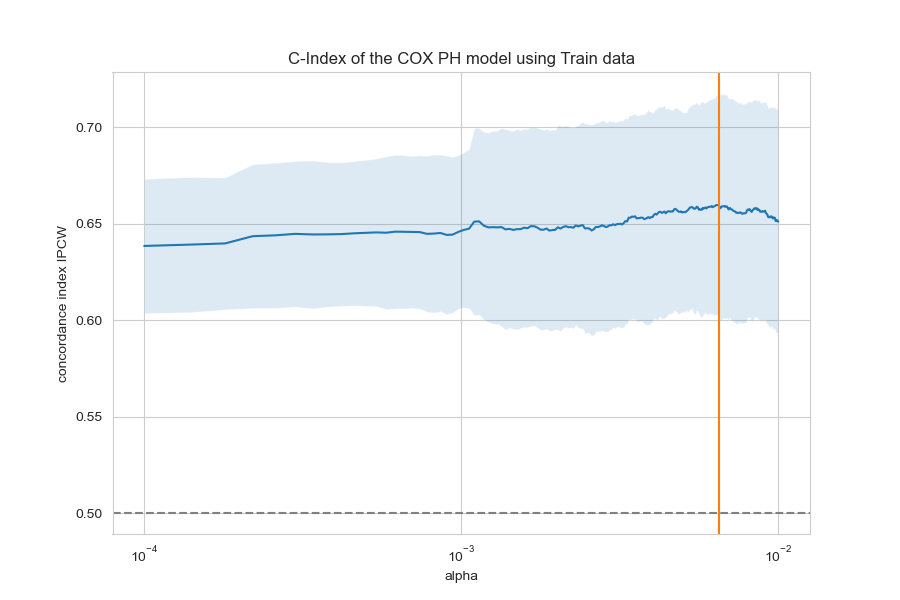 C-Index of the COX PH model using Train data
concordance index IPCW
0.70
0.65
0.60
0.55
0.50
10⁻⁴
10⁻³
10⁻²
alpha